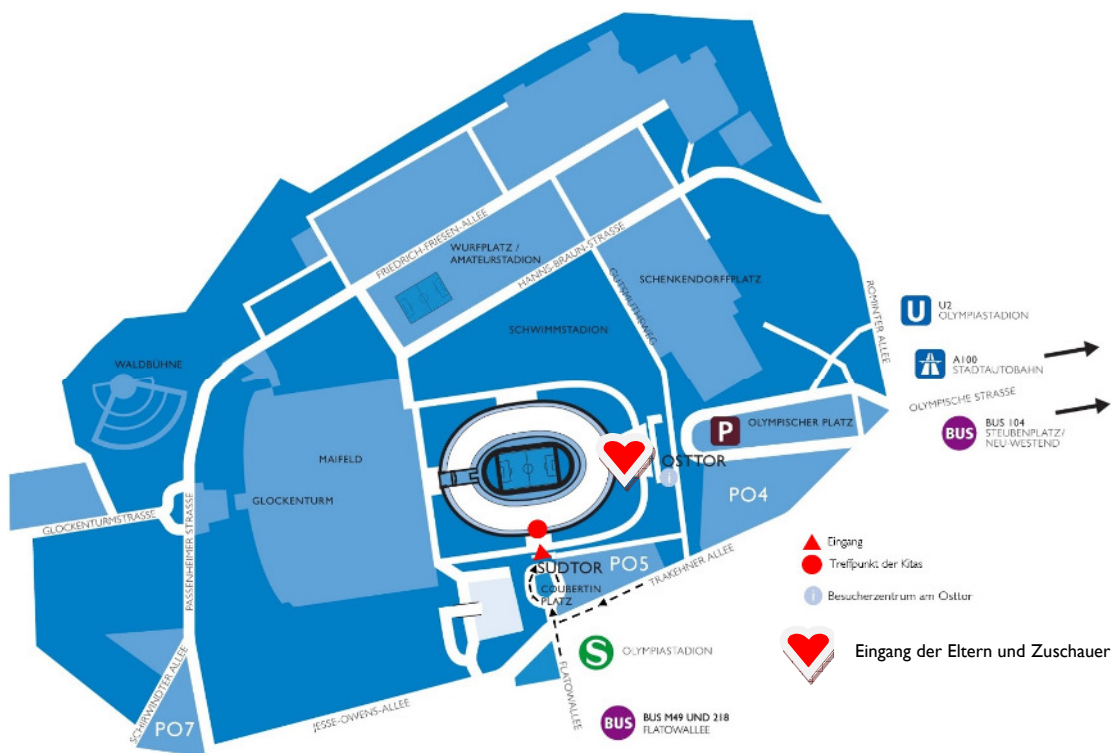 FRIEDRICH-FRIESEN-ALLEE
WURFPLATZ /
AMATEURSTADION
HANNS-BRAUN-STRASSE
GUTSMUTHSWEG
SCHENKENDORFFPLATZ
ROMINTER ALLEE
U
U2
OLYMPIASTADION
SCHWIMMSTADION
WALDBÜHNE
A100
STADTAUTOBAHN
OLYMPISCHE STRASSE
BUS
BUS 104
STEUBENPLATZ/
NEU-WESTEND
P
OLYMPISCHER PLATZ
MAIFELD
OSTTOR
i
GLOCKENTURM
GLOCKENTURMSTRASSE
PASSENHEIMER STRASSE
PO4
SÜDTOR
PO5
COUBERTIN
PLATZ
TRAKEHNER ALLEE
Eingang
Treffpunkt der Kitas
i
Besucherzentrum am Osttor
Eingang der Eltern und Zuschauer
S
OLYMPIASTADION
FLATOWALLEE
SCHIRWINDTER ALLEE
PO7
JESSE-OWENS-ALLEE
BUS
BUS M49 UND 218
FLATOWALLEE